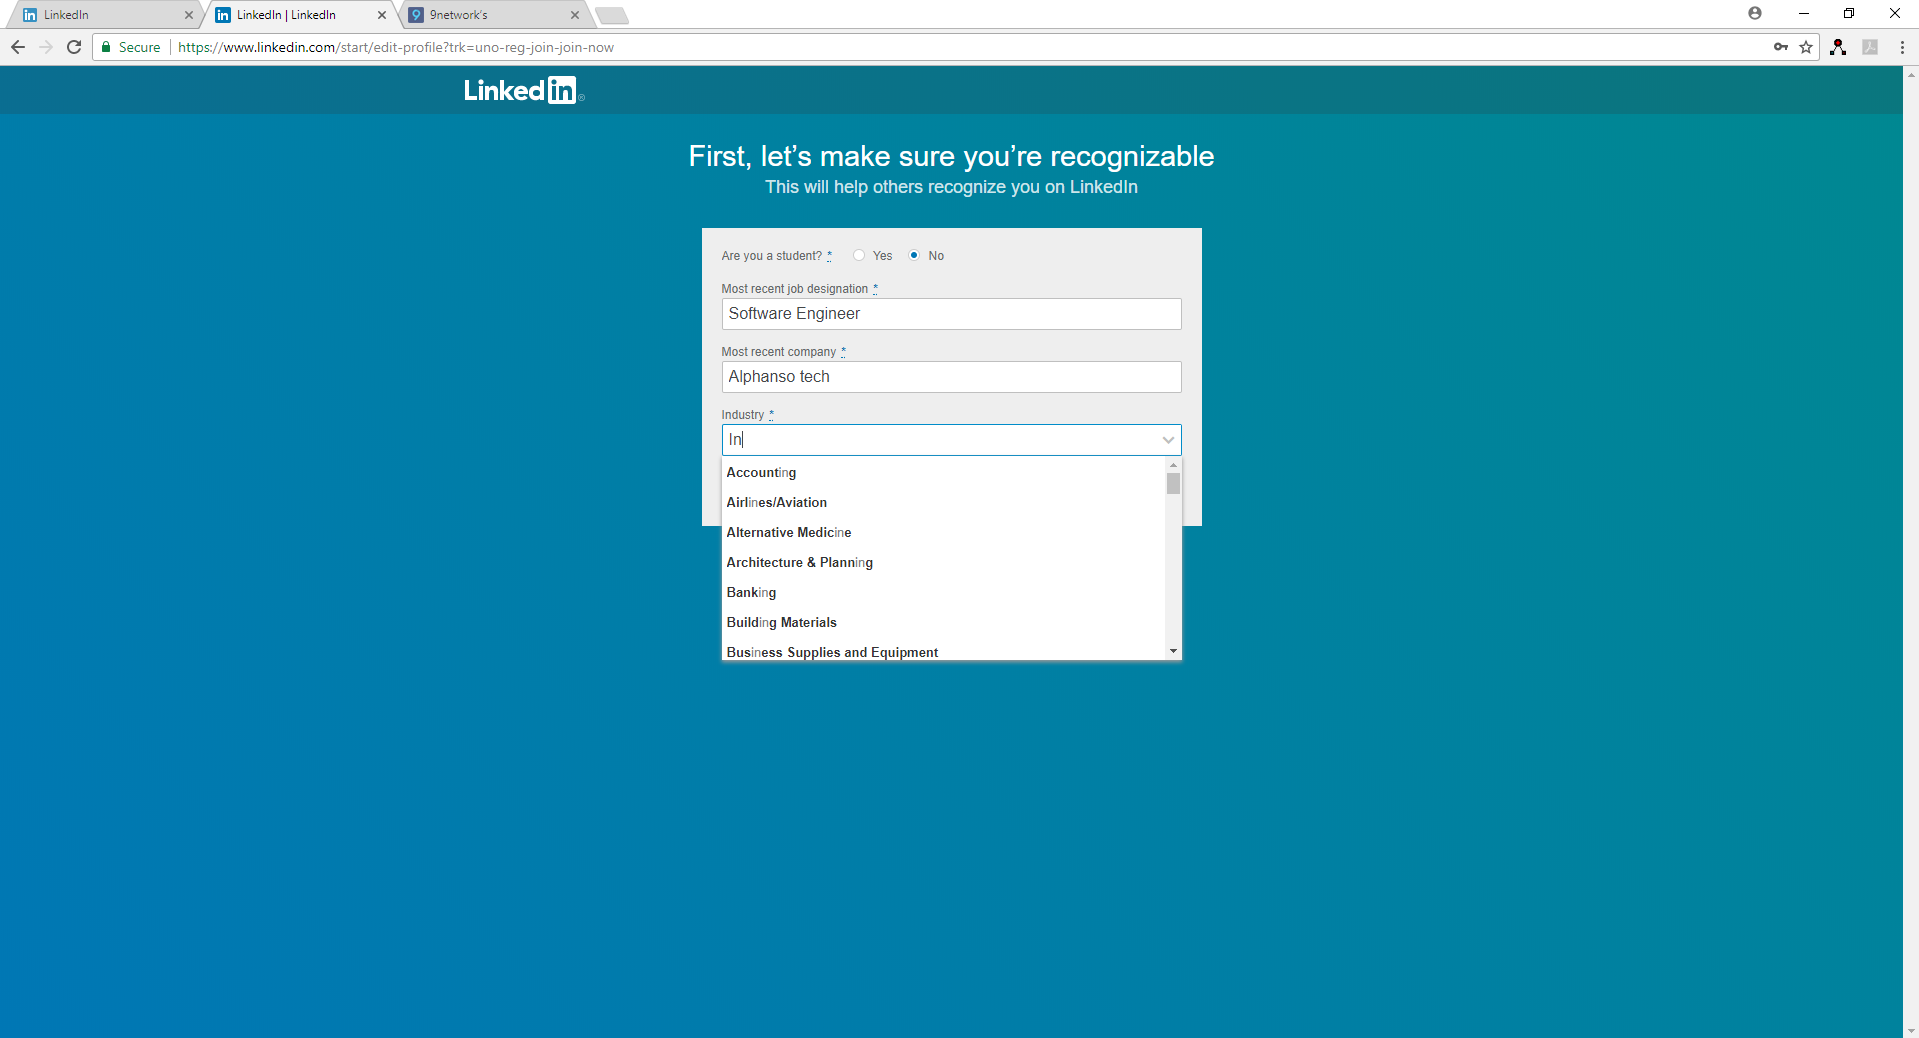 LinkedIn
LinkedIn | LinkedIn
9network's
Secure
https://www.linkedin.com/start/edit-profile?trk=uno-reg-join-join-now
Linked in ®
First, let’s make sure you’re recognizable
This will help others recognize you on LinkedIn
Are you a student? * Yes No
Most recent job designation *
Software Engineer
Most recent company *
Alphanso tech
Industry *
In
Accounting
Airlines/Aviation
Alternative Medicine
Architecture & Planning
Banking
Building Materials
Business Supplies and Equipment